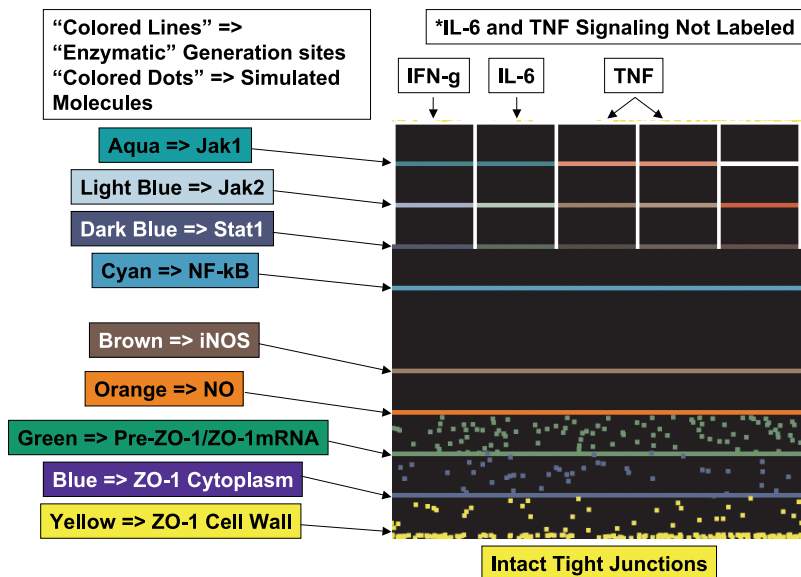 “Colored Lines” =>
“Enzymatic” Generation sites
“Colored Dots” => Simulated
Molecules
*IL-6 and TNF Signaling Not Labeled
IFN-g
IL-6
TNF
Aqua => Jak1
Light Blue => Jak2
Dark Blue => Stat1
Cyan => NF-kB
Brown => iNOS
Orange => NO
Green => Pre-ZO-1/ZO-1mRNA
Blue => ZO-1 Cytoplasm
Yellow => ZO-1 Cell Wall
Intact Tight Junctions